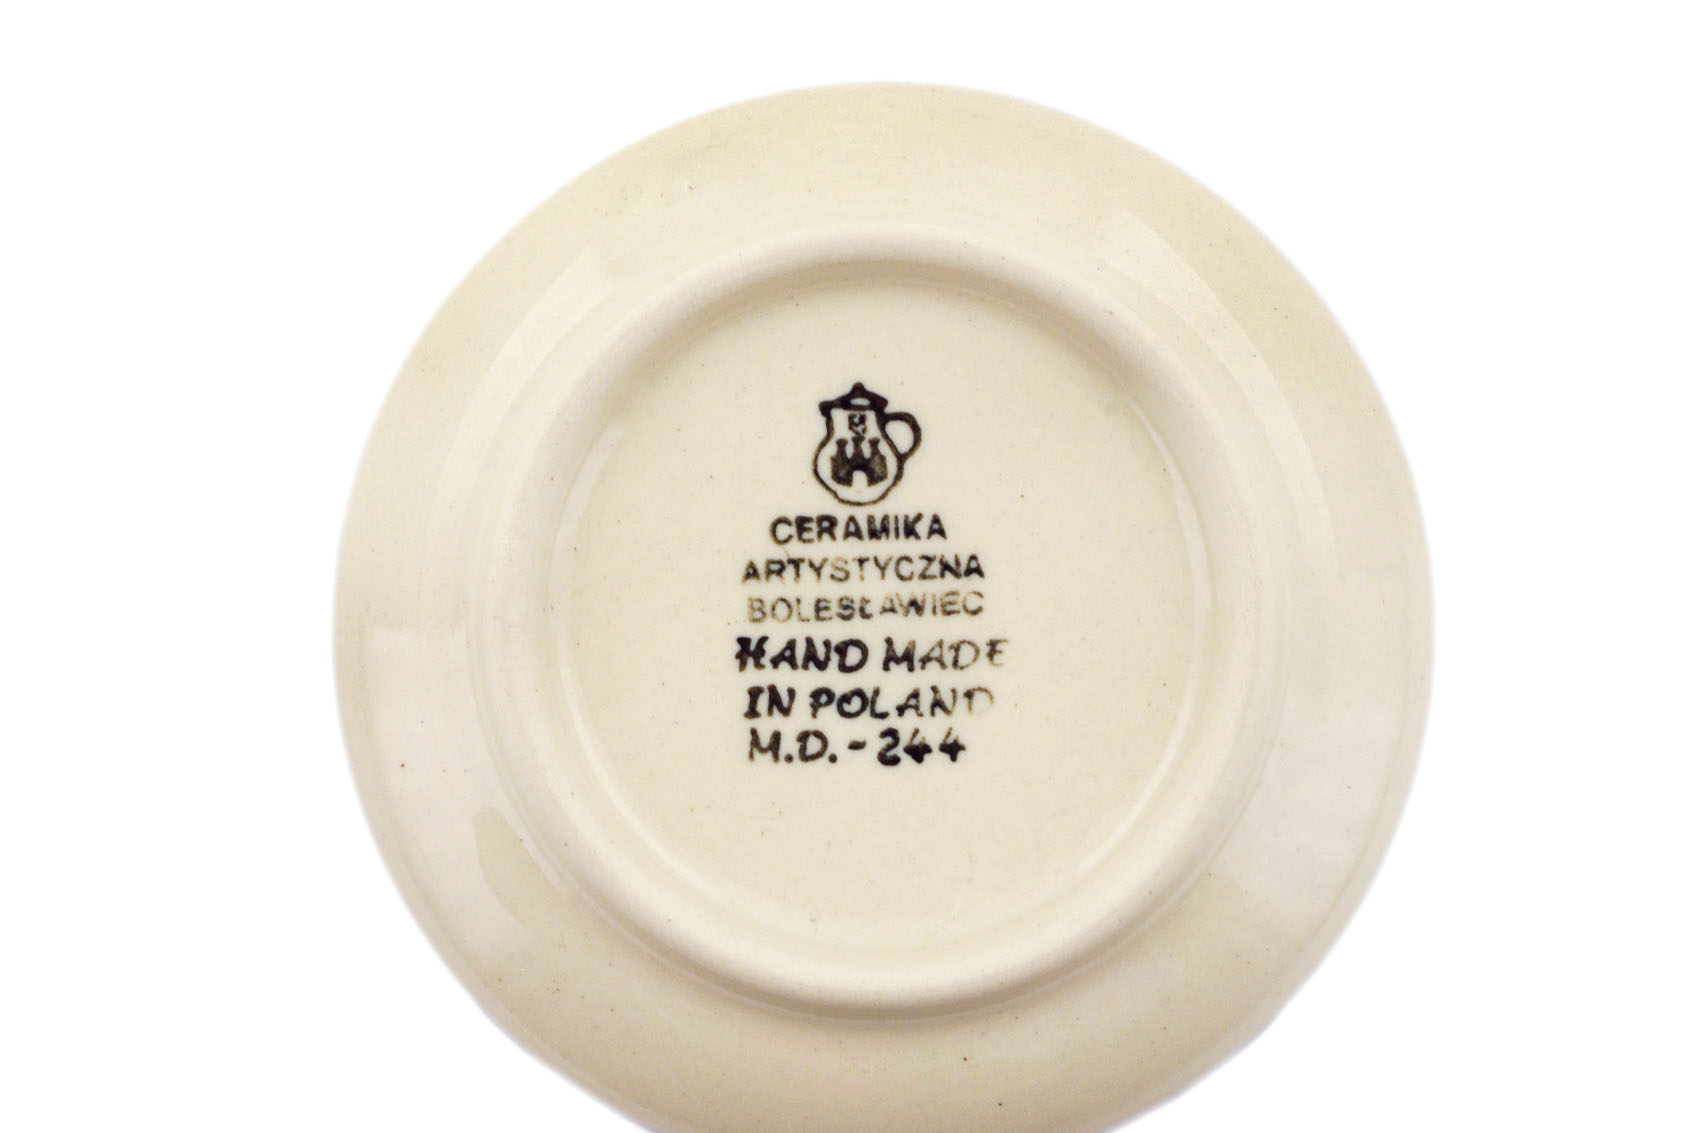 CERAMIKA
ARTYSTYCZNA
BOLESŁAWIEC
HAND MADE
IN POLAND
M.D.-244